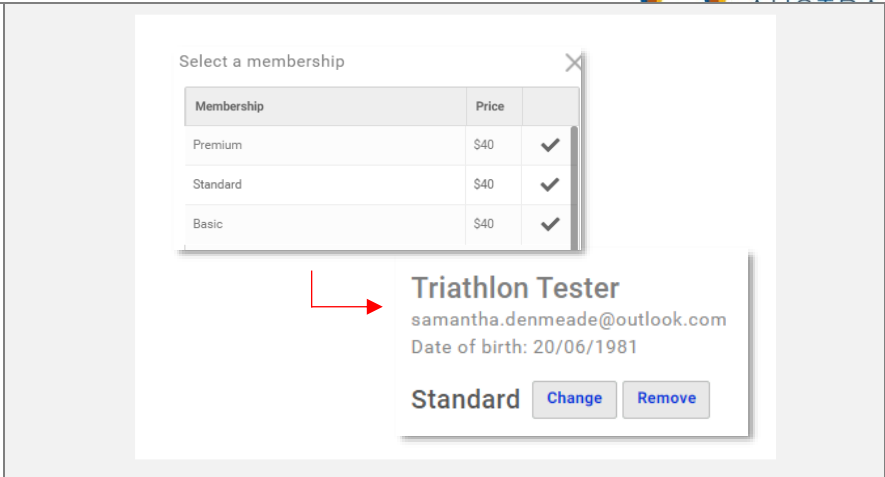 Select a membership
Membership Price
Premium $40
Standard $40
Basic $40
Triathlon Tester
samantha.denmeade@outlook.com
Date of birth: 20/06/1981
Standard Change Remove